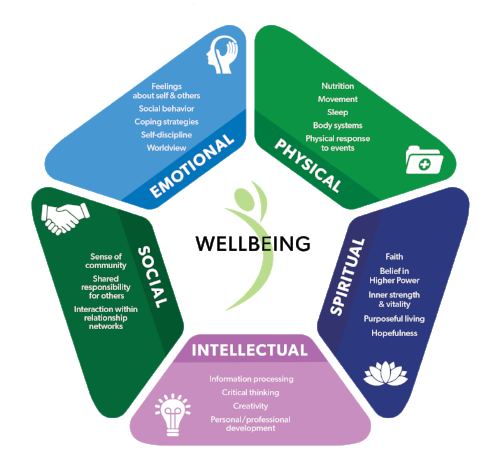 Feelings
about self & others
Social behavior
Coping strategies
Self-discipline
Worldview
EMOTIONAL
Nutrition
Movement
Sleep
Body systems
Physical response
to events
PHYSICAL
Sense of
community
Shared
responsibility
for others
Interaction within
relationship
networks
SOCIAL
WELLBEING
SPIRITUAL
Faith
Belief in
Higher Power
Inner strength
& vitality
Purposeful living
Hopefulness
INTELLECTUAL
Information processing
Critical thinking
Creativity
Personal/professional
development